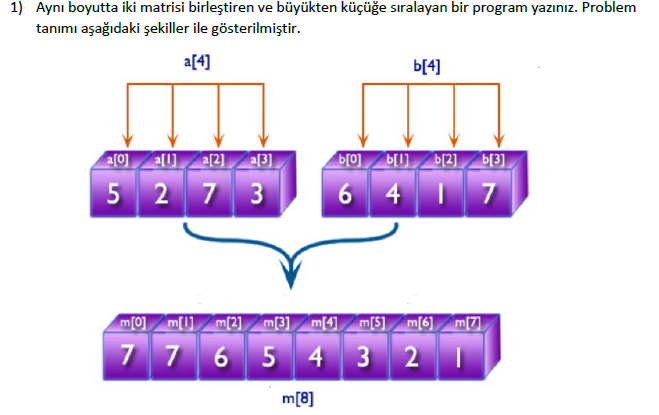 1) Aynı boyutta iki matrisi birleştiren ve büyükten küçüğe sıralayan bir program yazınız. Problem
tanımı aşağıdaki şekiller ile gösterilmiştir.
a[4] b[4]
a[0] a[1] a[2] a[3] b[0] b[1] b[2] b[3]
5 2 7 3 6 4 1 7
m[0] m[1] m[2] m[3] m[4] m[5] m[6] m[7]
7 7 6 5 4 3 2 1
m[8]